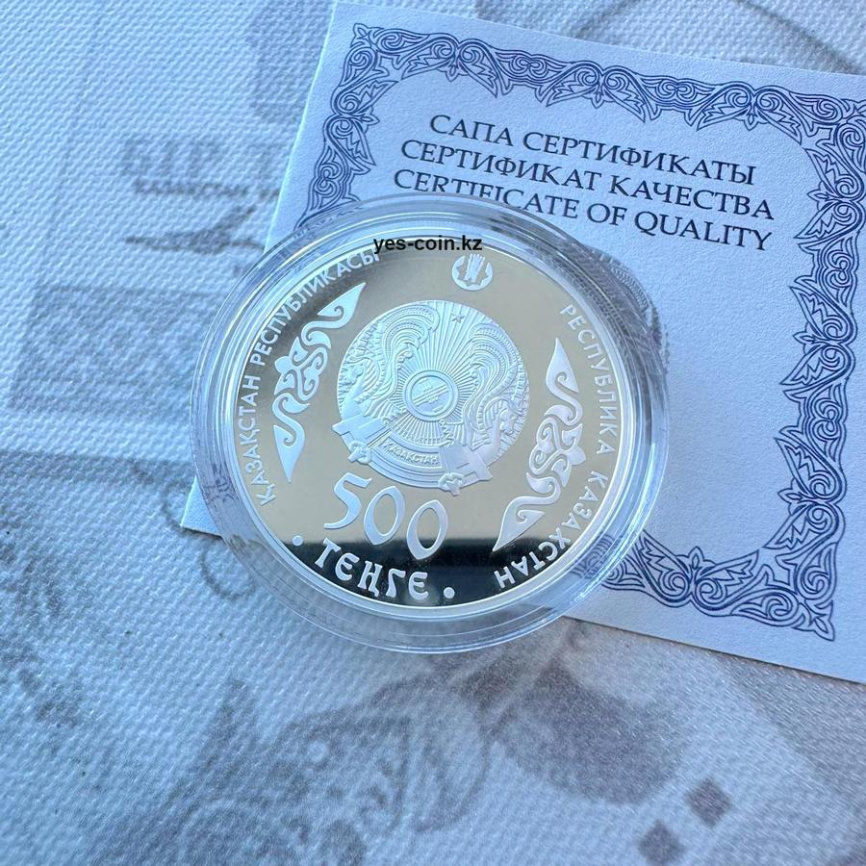 САПА СЕРТИФИКАТЫ
СЕРТИФИКАТ КАЧЕСТВА
CERTIFICATE OF QUALITY
yes-coin.kz
ҚАЗАҚСТАН РЕСПУБЛИКАСЫ
РЕСПУБЛИКА КАЗАХСТАН
ҚАЗАҚСТАН
500
• ТЕҢГЕ •